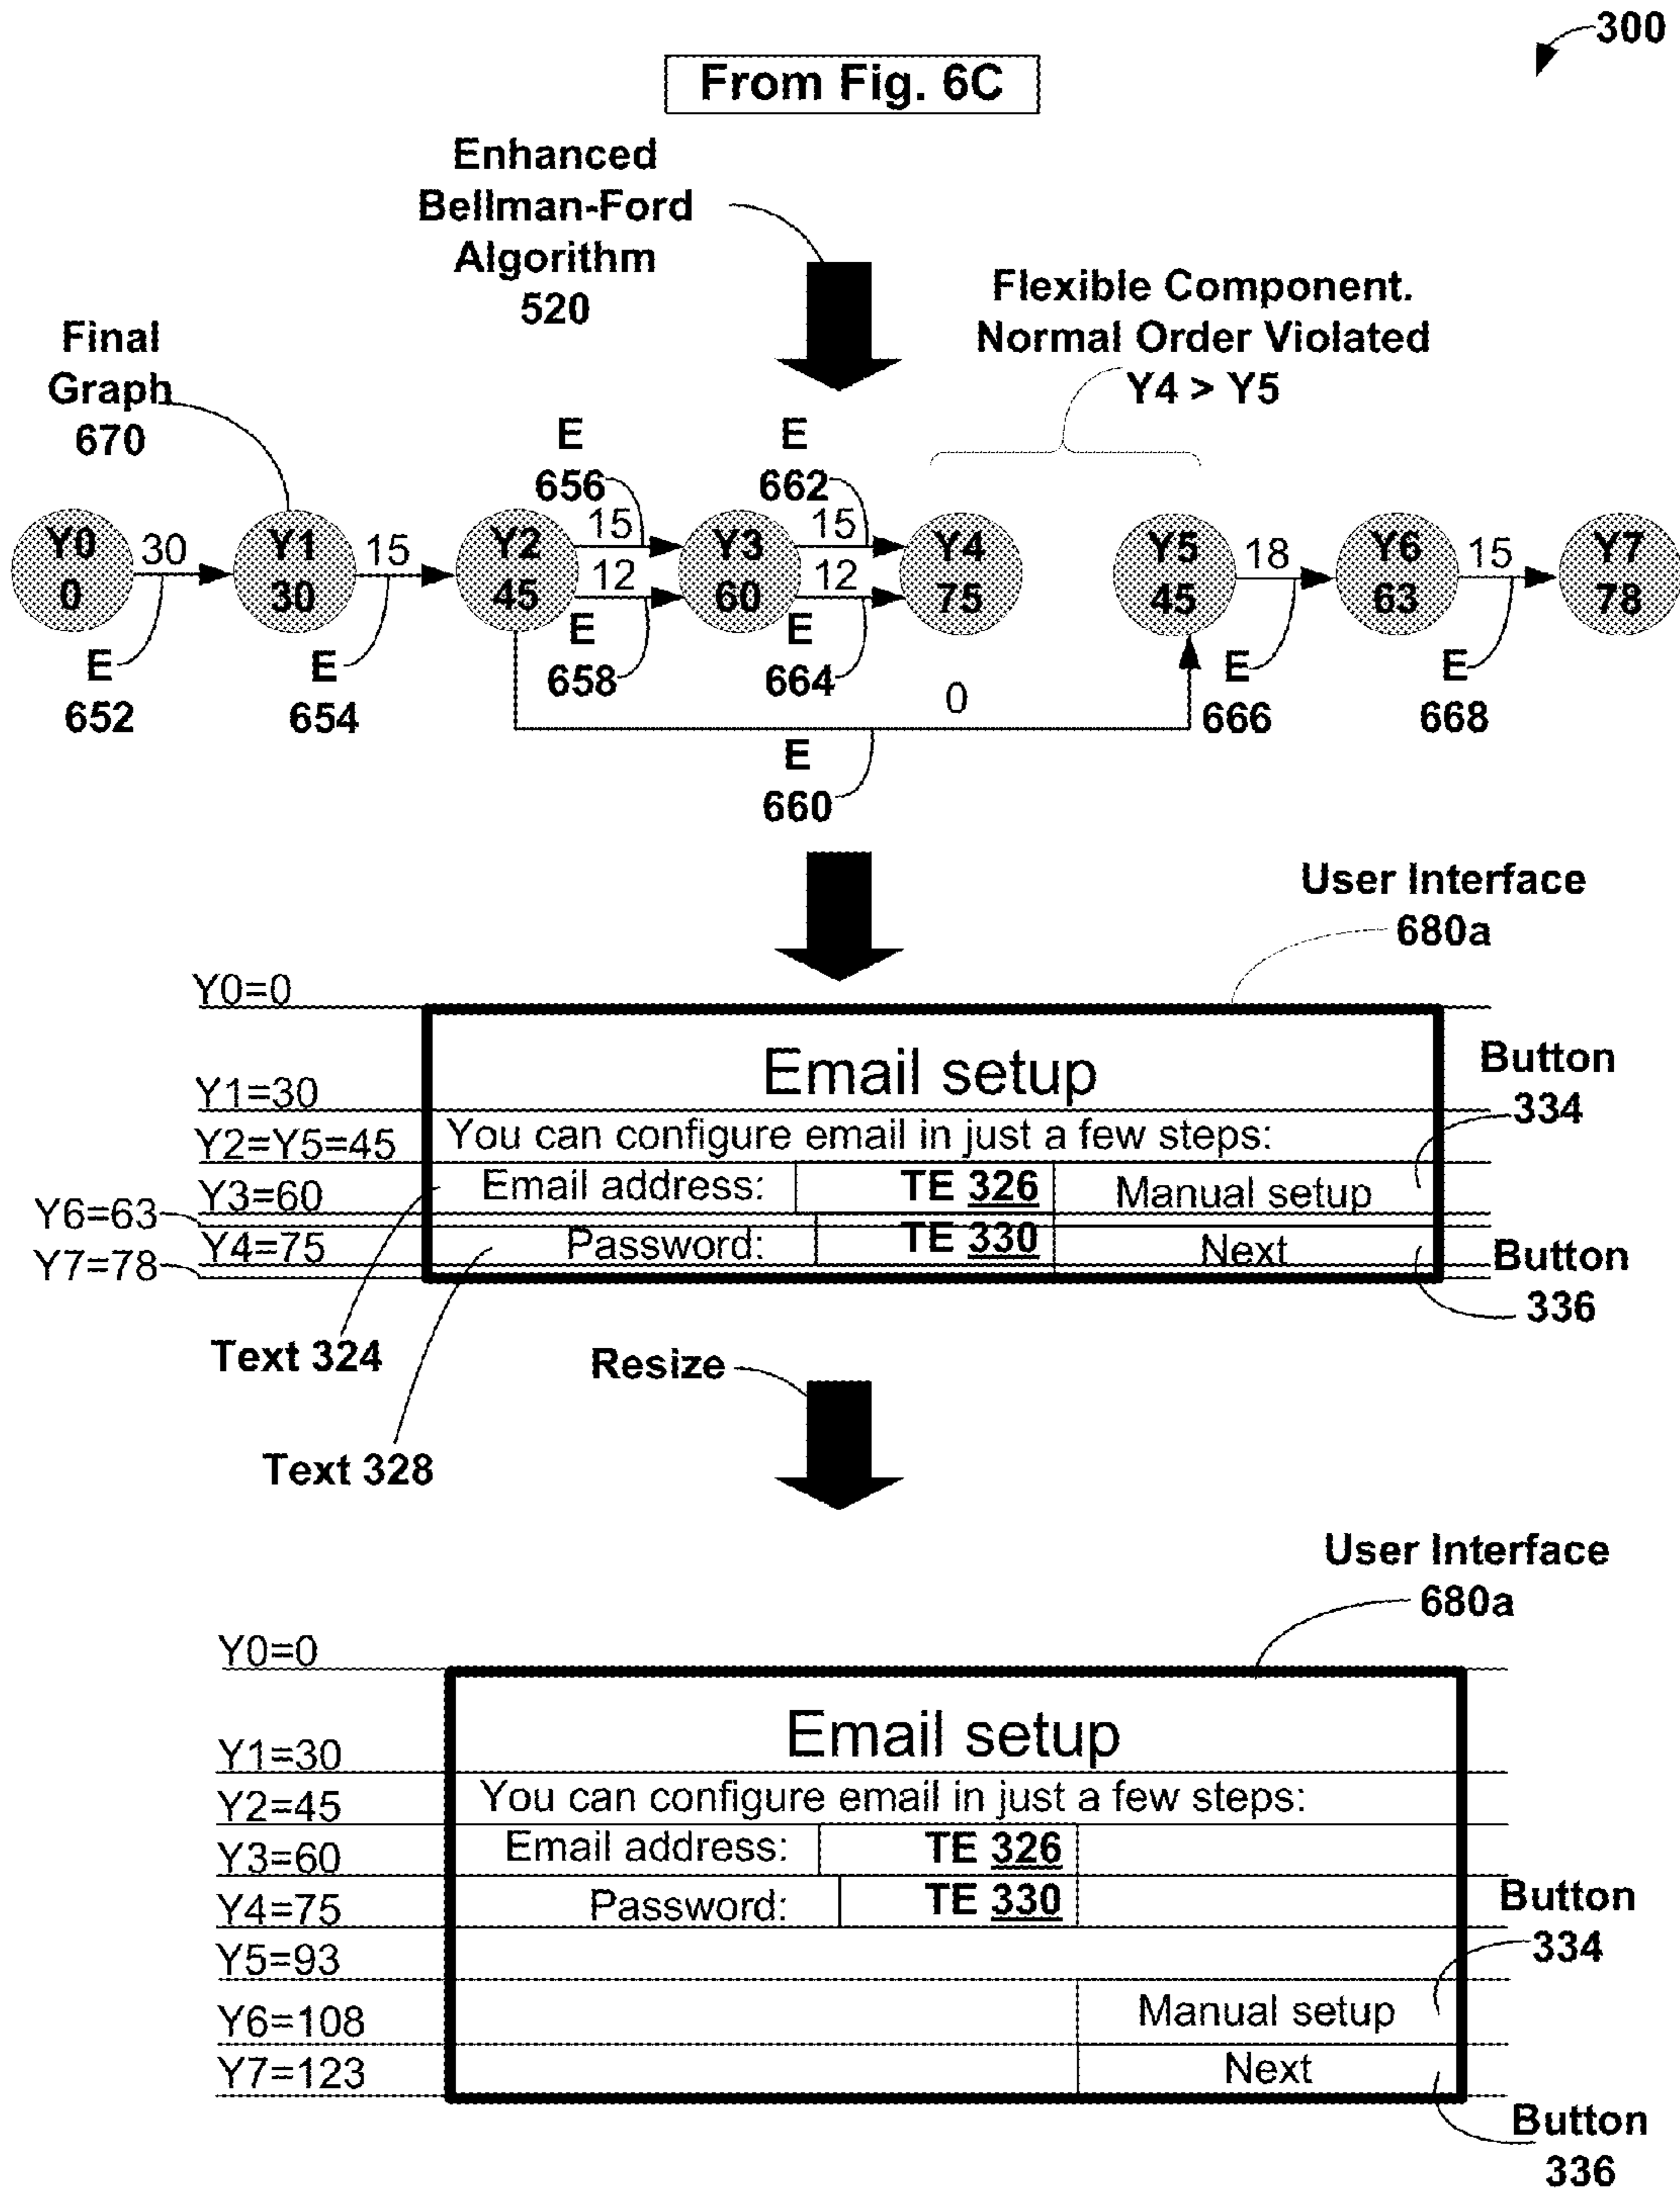 300
From Fig. 6C
Enhanced
Bellman-Ford
Algorithm
520
Flexible Component.
Normal Order Violated
Y4 > Y5
Final
Graph
670
E
656
E
662
Y0
0
30
Y1
30
15
Y2
45
15
12
Y3
60
15
12
Y4
75
Y5
45
18
Y6
63
15
Y7
78
E
652
E
654
E
658
E
664
0
E
660
E
666
E
668
User Interface
680a
Y0=0
Email setup
Y1=30
Button
334
You can configure email in just a few steps:
Y2=Y5=45
Email address:
TE 326
Manual setup
Y3=60
Y6=63
Password:
TE 330
Next
Y4=75
Y7=78
Button
336
Text 324
Text 328
Resize
User Interface
680a
Y0=0
Email setup
Y1=30
You can configure email in just a few steps:
Y2=45
Email address:
TE 326
Y3=60
Password:
TE 330
Y4=75
Button
334
Y5=93
Manual setup
Y6=108
Next
Y7=123
Button
336